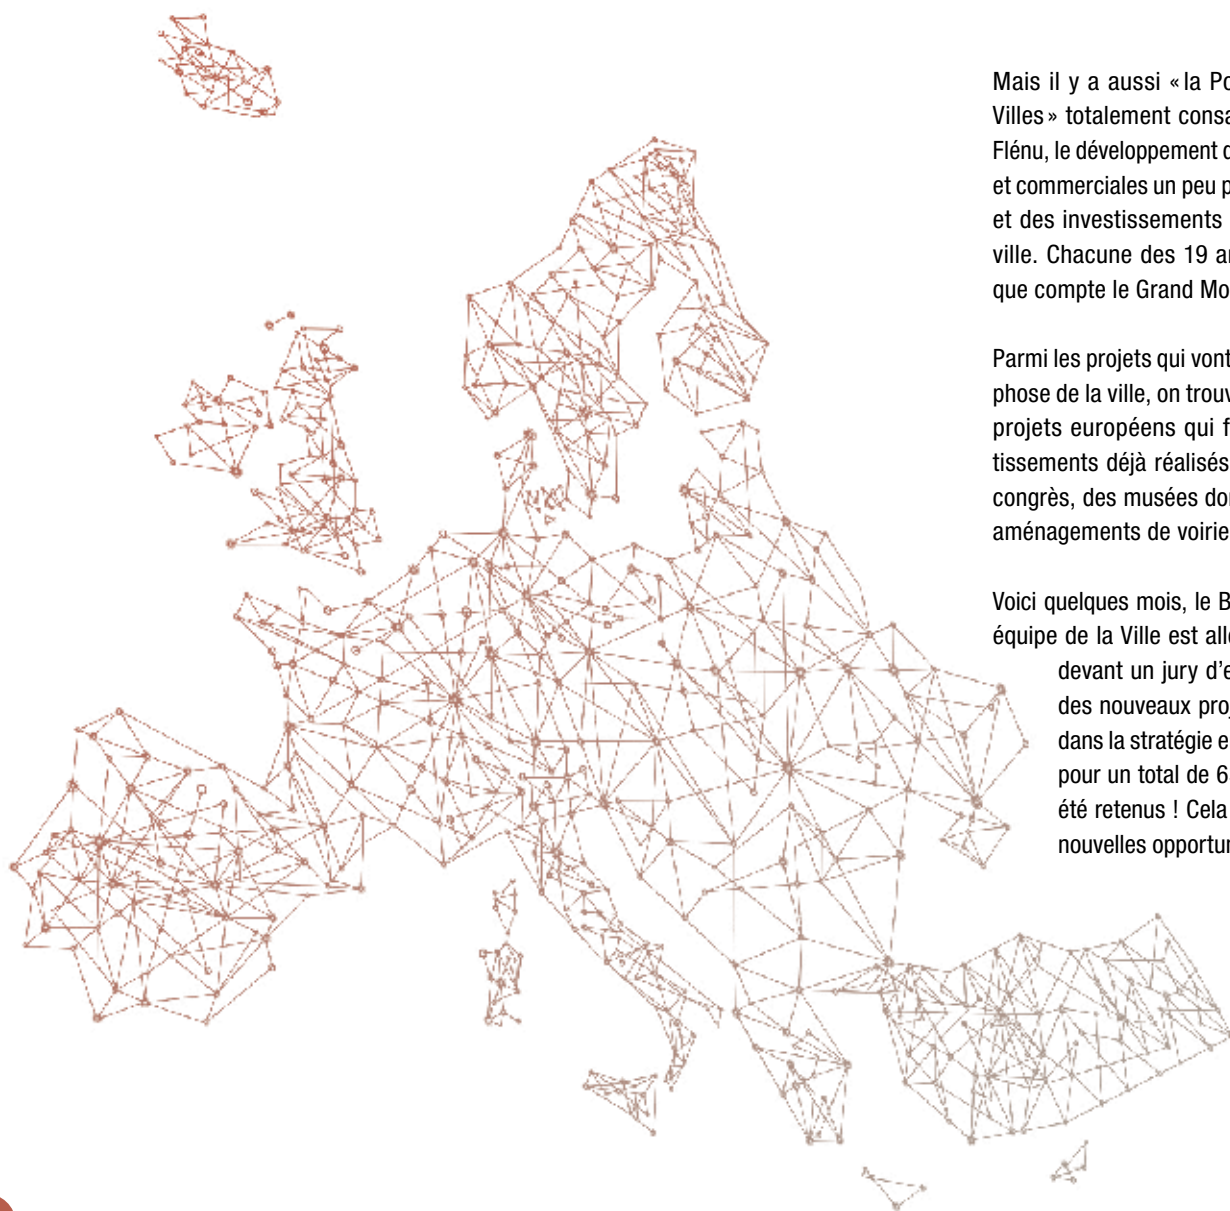 Mais il y a aussi « la Po
Villes » totalement consa
Flénu, le développement d
et commerciales un peu p
et des investissements
ville. Chacune des 19 a
que compte le Grand Mo
Parmi les projets qui vont
phose de la ville, on trouv
projets européens qui f
tissements déjà réalisés
congrès, des musées do
aménagements de voirie
Voici quelques mois, le B
équipe de la Ville est all
devant un jury d’e
des nouveaux pro
dans la stratégie e
pour un total de 6
été retenus ! Cela
nouvelles opportu